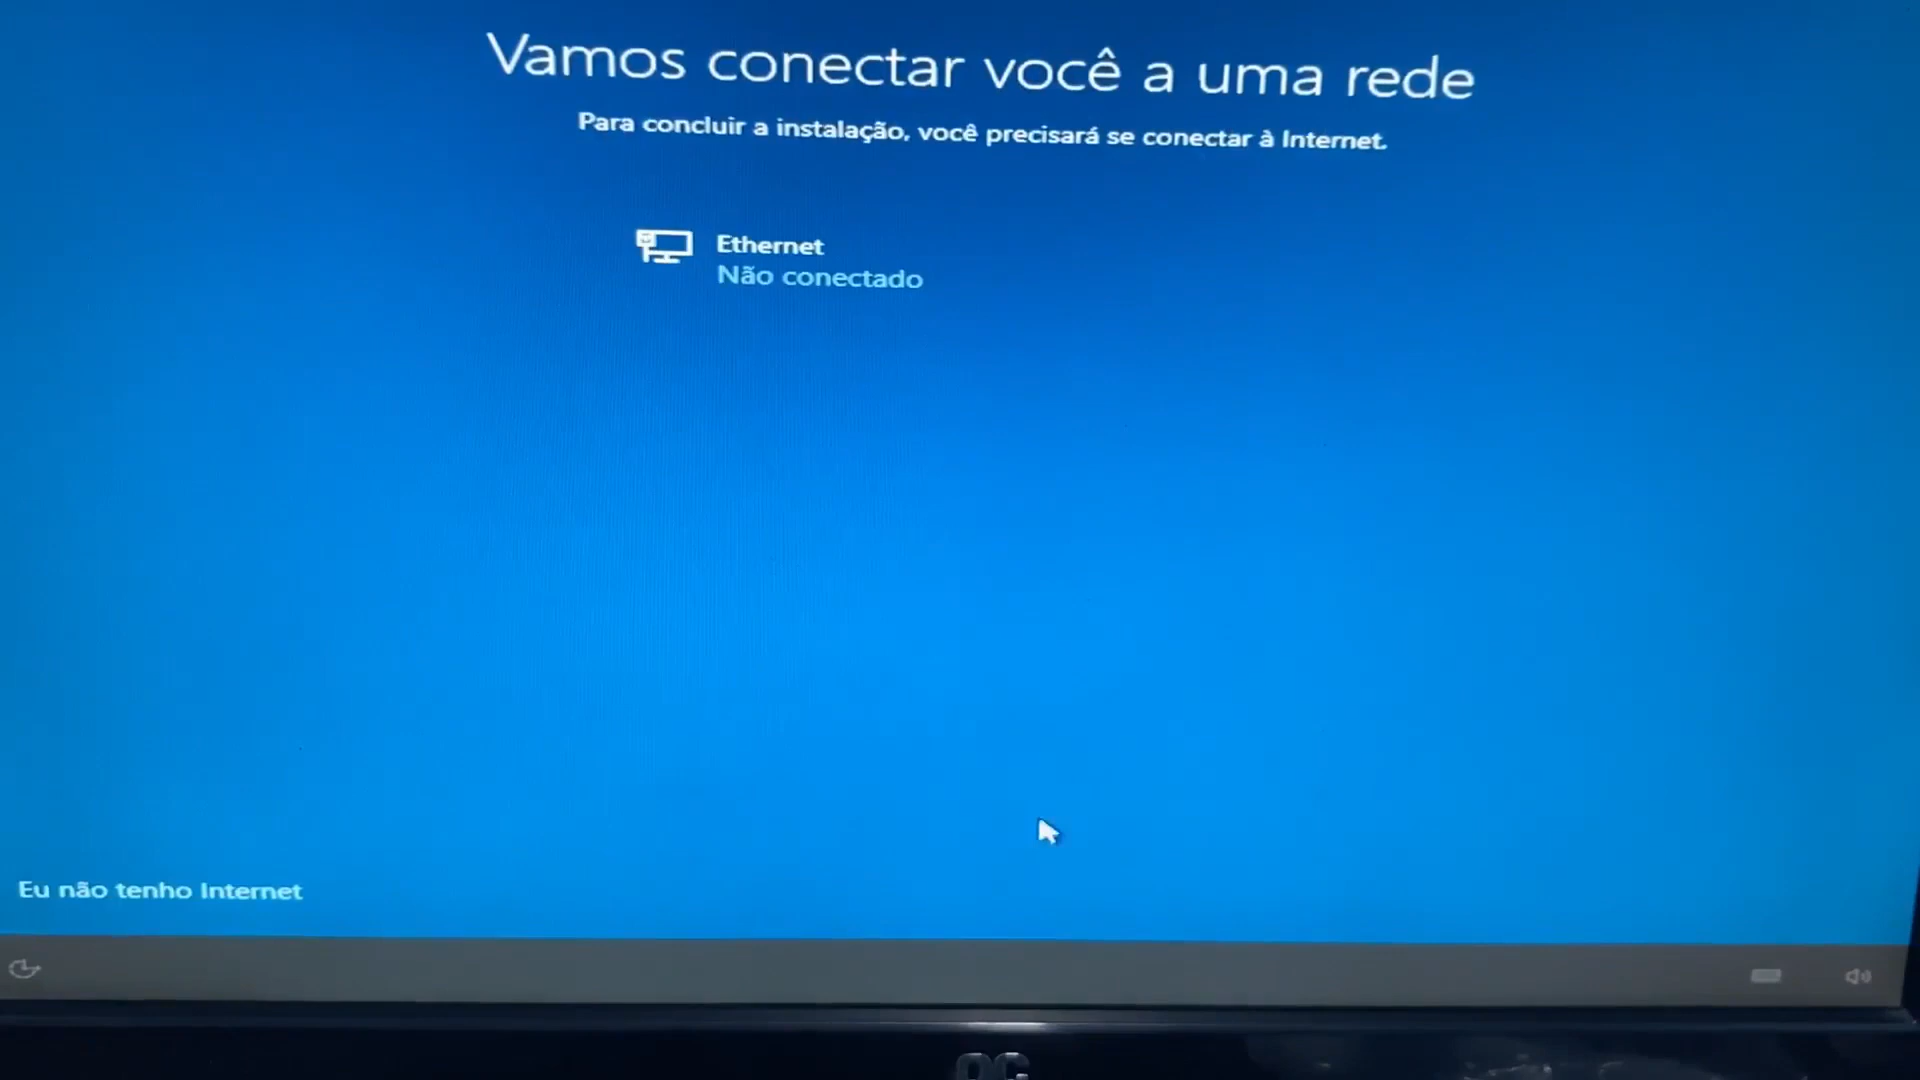 Vamos conectar você a uma rede
Para concluir a instalação, você precisará se conectar à Internet.
Ethernet
Não conectado
Eu não tenho Internet